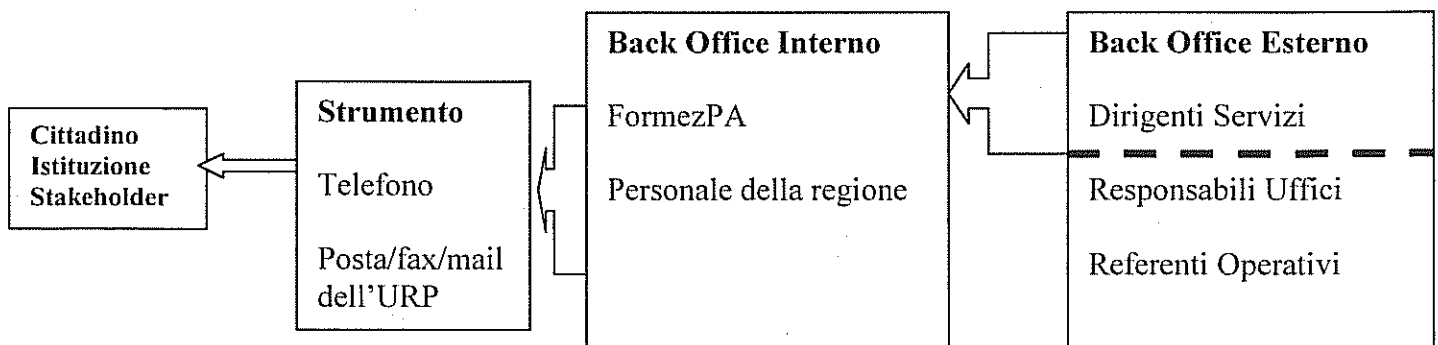 Cittadino
Istituzione
Stakeholder
Strumento
Telefono
Posta/fax/mail
dell'URP
Back Office Interno
FormezPA
Personale della regione
Back Office Esterno
Dirigenti Servizi
Responsabili Uffici
Referenti Operativi